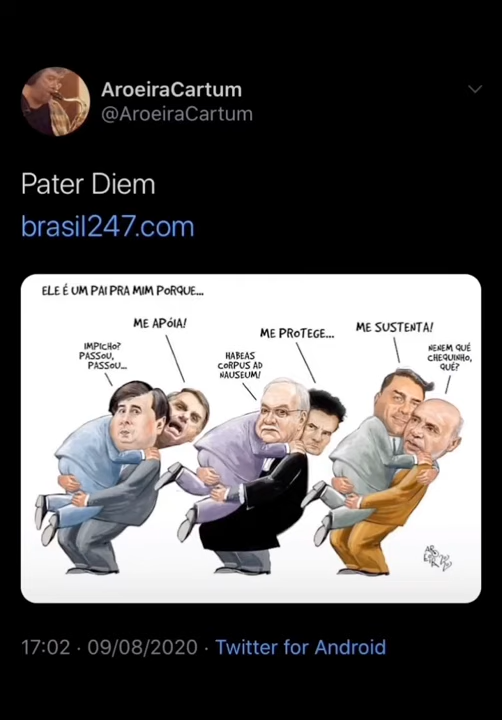 AroeiraCartum
@AroeiraCartum
Pater Diem
brasil247.com
ELE É UM PAI PRA MIM PORQUE...
ME APÓIA!
IMPICHO?
PASSOU,
PASSOU...
ME PROTEGE...
HABEAS
CORPUS AD
NAUSEUM!
ME SUSTENTA!
NENEM QUÉ
CHEQUINHO,
QUÉ?
17:02 · 09/08/2020 · Twitter for Android